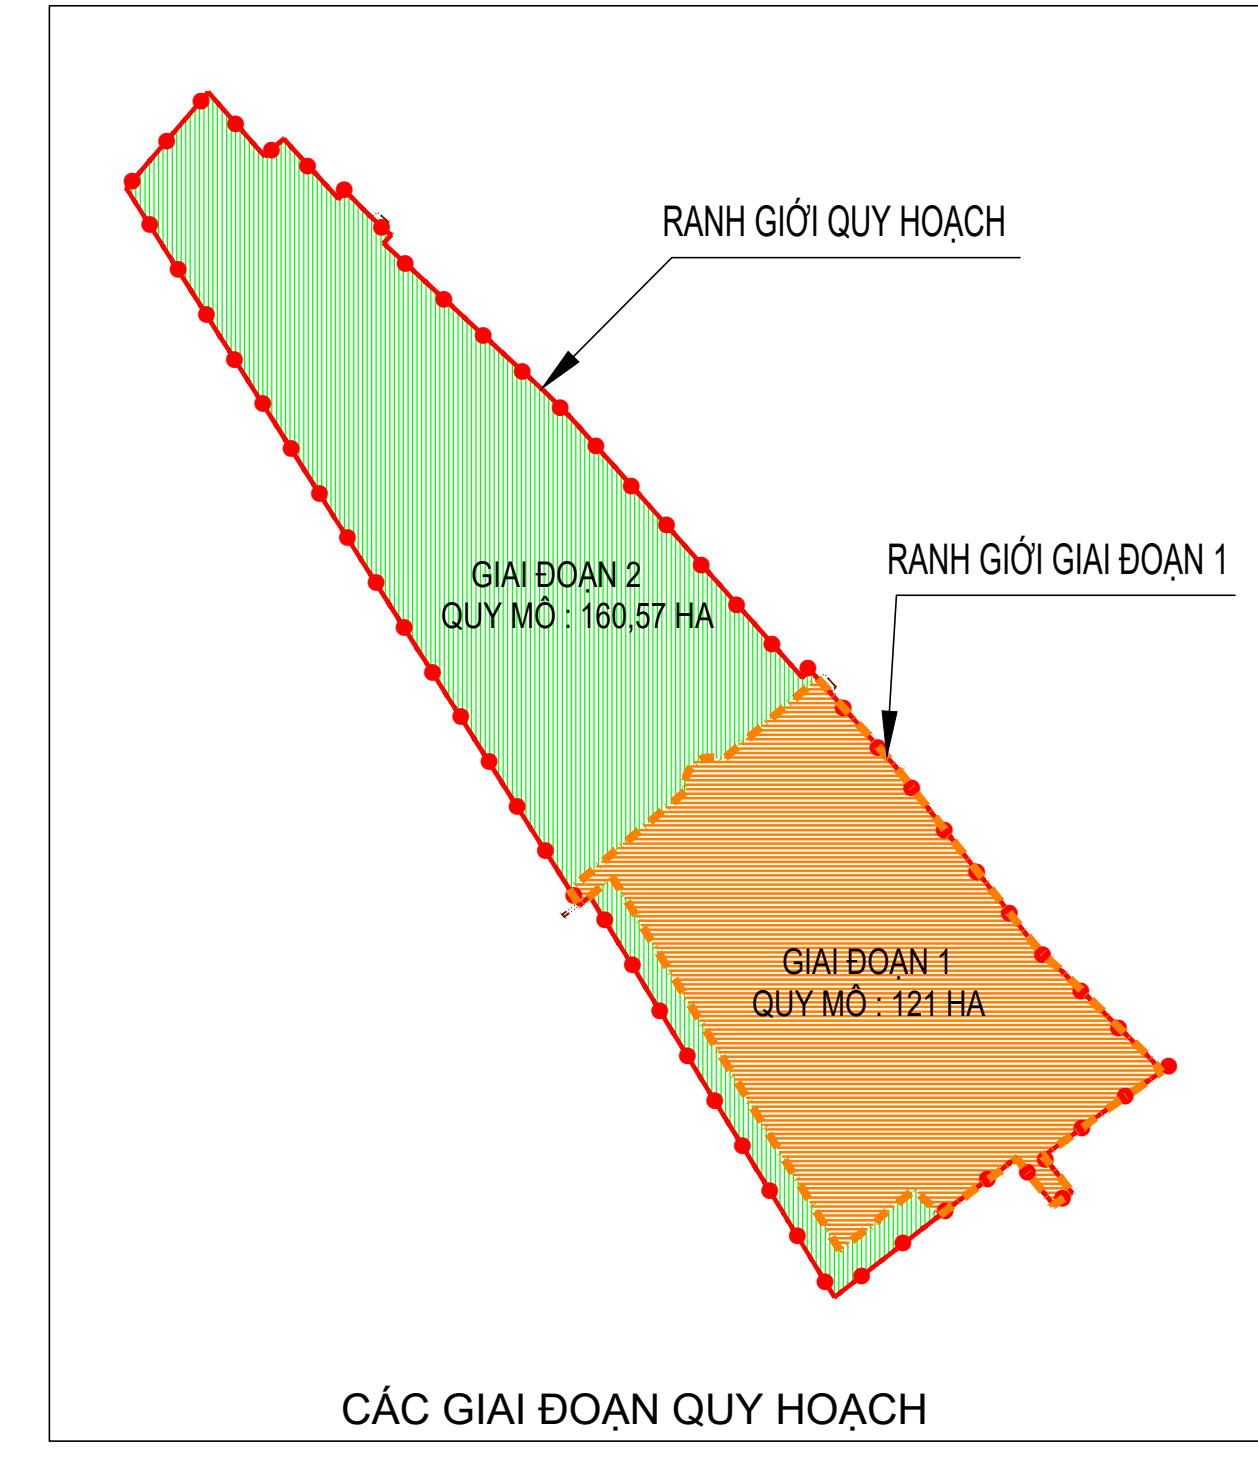 RANH GIỚI QUY HOẠCH
RANH GIỚI GIAI ĐOẠN 1
GIAI ĐOẠN 2
QUY MÔ : 160,57 HA
GIAI ĐOẠN 1
QUY MÔ : 121 HA
CÁC GIAI ĐOẠN QUY HOẠCH